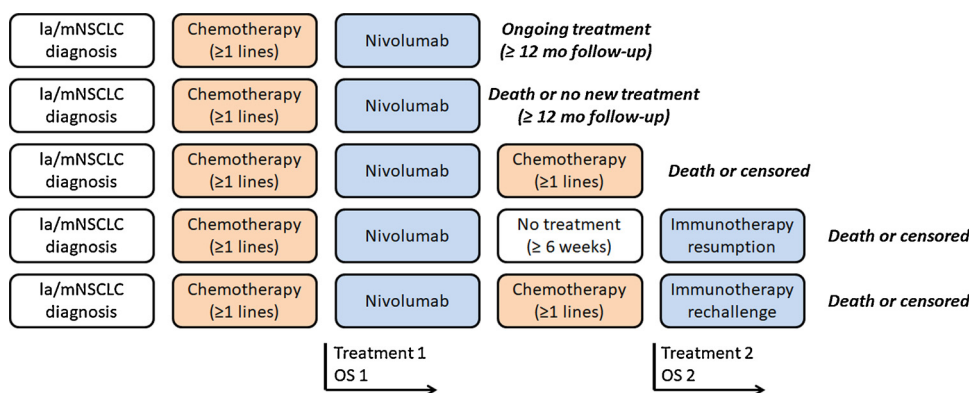 la/mNSCLC
diagnosis
Chemotherapy
(≥1 lines)
Nivolumab
Ongoing treatment
(≥ 12 mo follow-up)
la/mNSCLC
diagnosis
Chemotherapy
(≥1 lines)
Nivolumab
Death or no new treatment
(≥ 12 mo follow-up)
la/mNSCLC
diagnosis
Chemotherapy
(≥1 lines)
Nivolumab
Chemotherapy
(≥1 lines)
Death or censored
la/mNSCLC
diagnosis
Chemotherapy
(≥1 lines)
Nivolumab
No treatment
(≥ 6 weeks)
Immunotherapy
resumption
Death or censored
la/mNSCLC
diagnosis
Chemotherapy
(≥1 lines)
Nivolumab
Chemotherapy
(≥1 lines)
Immunotherapy
rechallenge
Death or censored
Treatment 1
OS 1
Treatment 2
OS 2